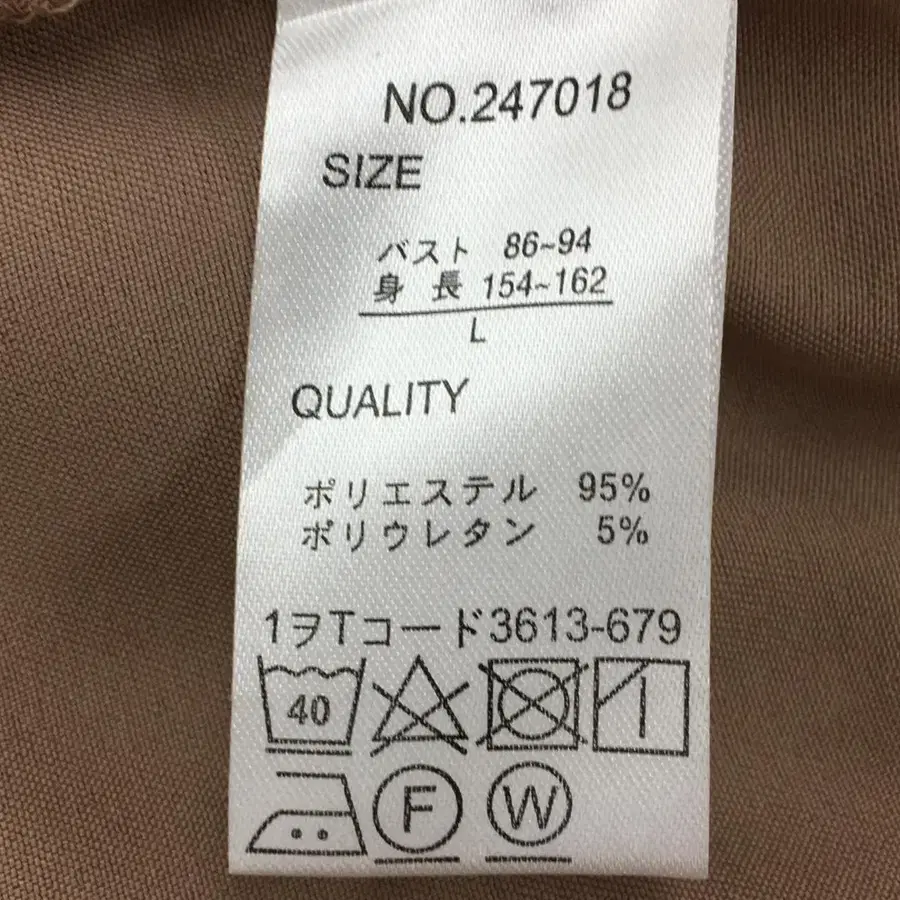 NO.247018
SIZE
バスト 86~94
身 長 154~162
L
QUALITY
ポリエステル 95%
ポリウレタン 5%
1ヲTコード3613-679
40
F W